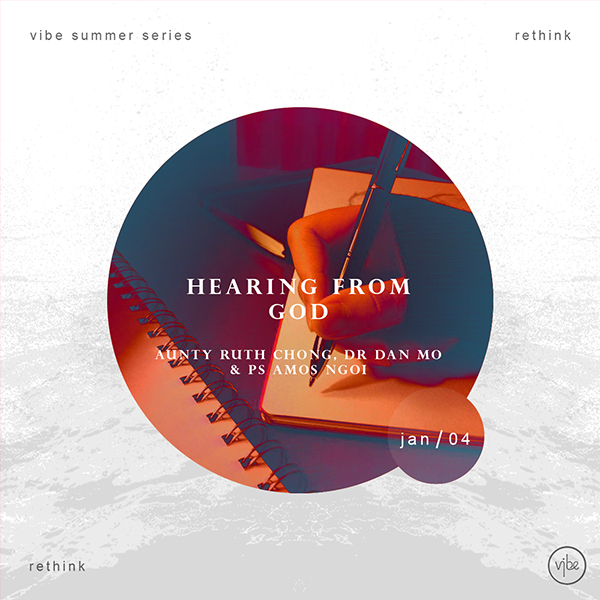 vibe summer series
rethink
HEARING FROM
GOD
AUNTY RUTH CHONG, DR DAN MO
& PS AMOS NGOI
jan/04
rethink
vibe